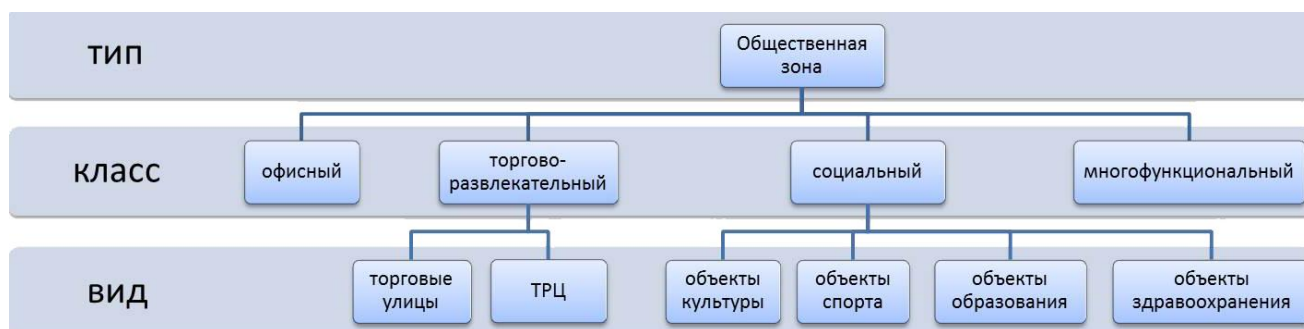 тип
Общественная
зона
класс
офисный
торгово-
развлекательный
социальный
многофункциональный
вид
торговые
улицы
ТРЦ
объекты
культуры
объекты
спорта
объекты
образования
объекты
здравоохранения